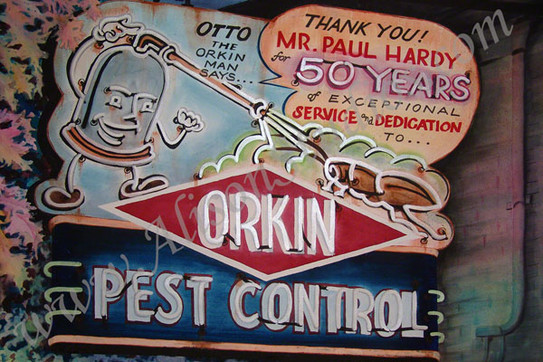 OTTO
THE
ORKIN
MAN
SAYS...
THANK YOU!
MR. PAUL HARDY
for
50 YEARS
of EXCEPTIONAL
SERVICE and DEDICATION
TO...
ORKIN
PEST CONTROL